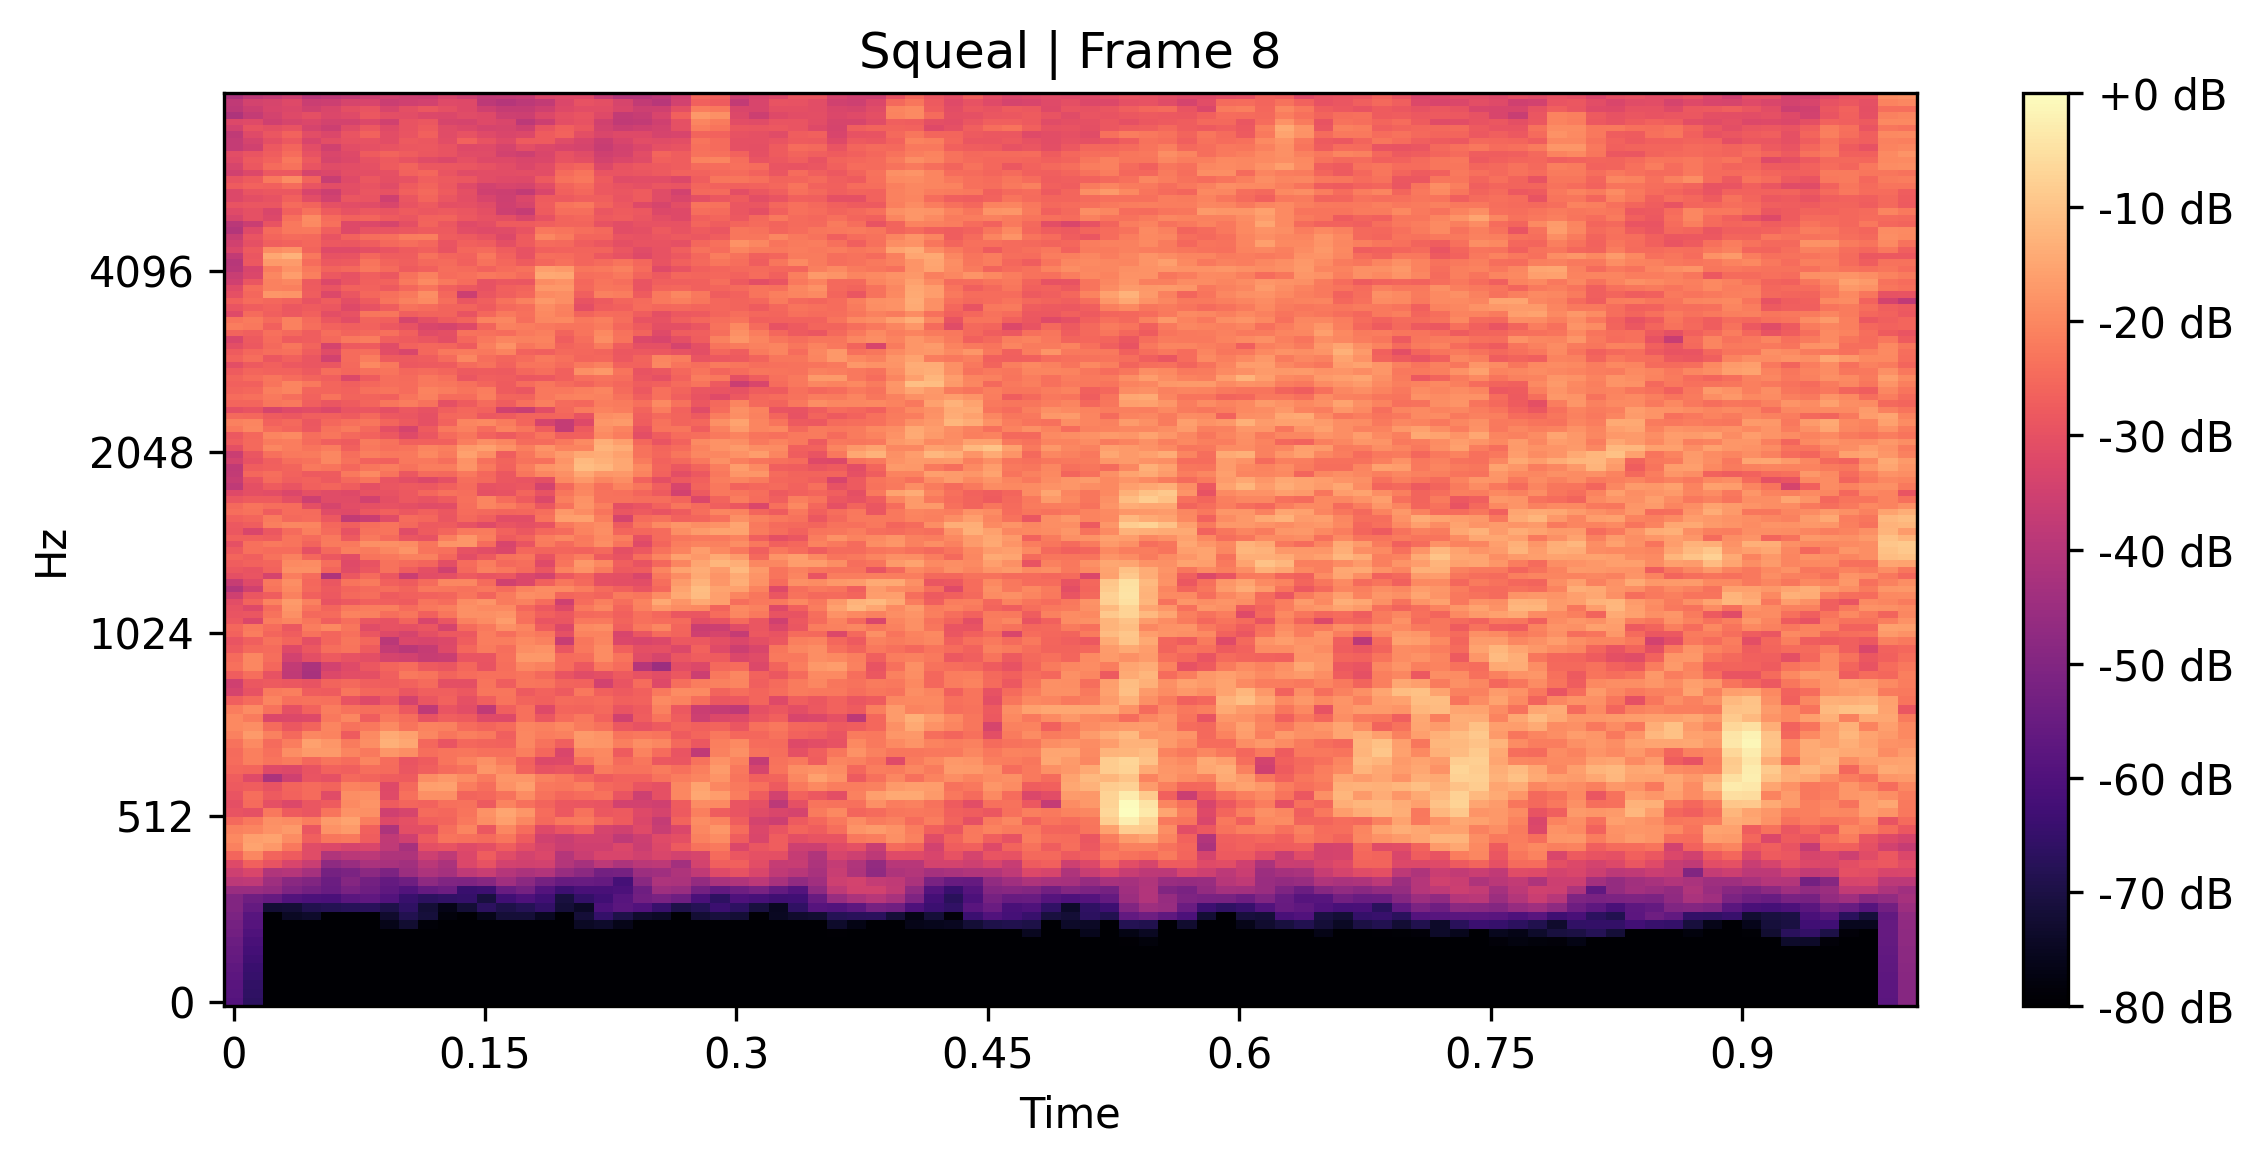 Squeal | Frame 8
+0 dB
-10 dB
-20 dB
-30 dB
-40 dB
-50 dB
-60 dB
-70 dB
-80 dB
Hz
4096
2048
1024
512
0
0 0.15 0.3 0.45 0.6 0.75 0.9
Time